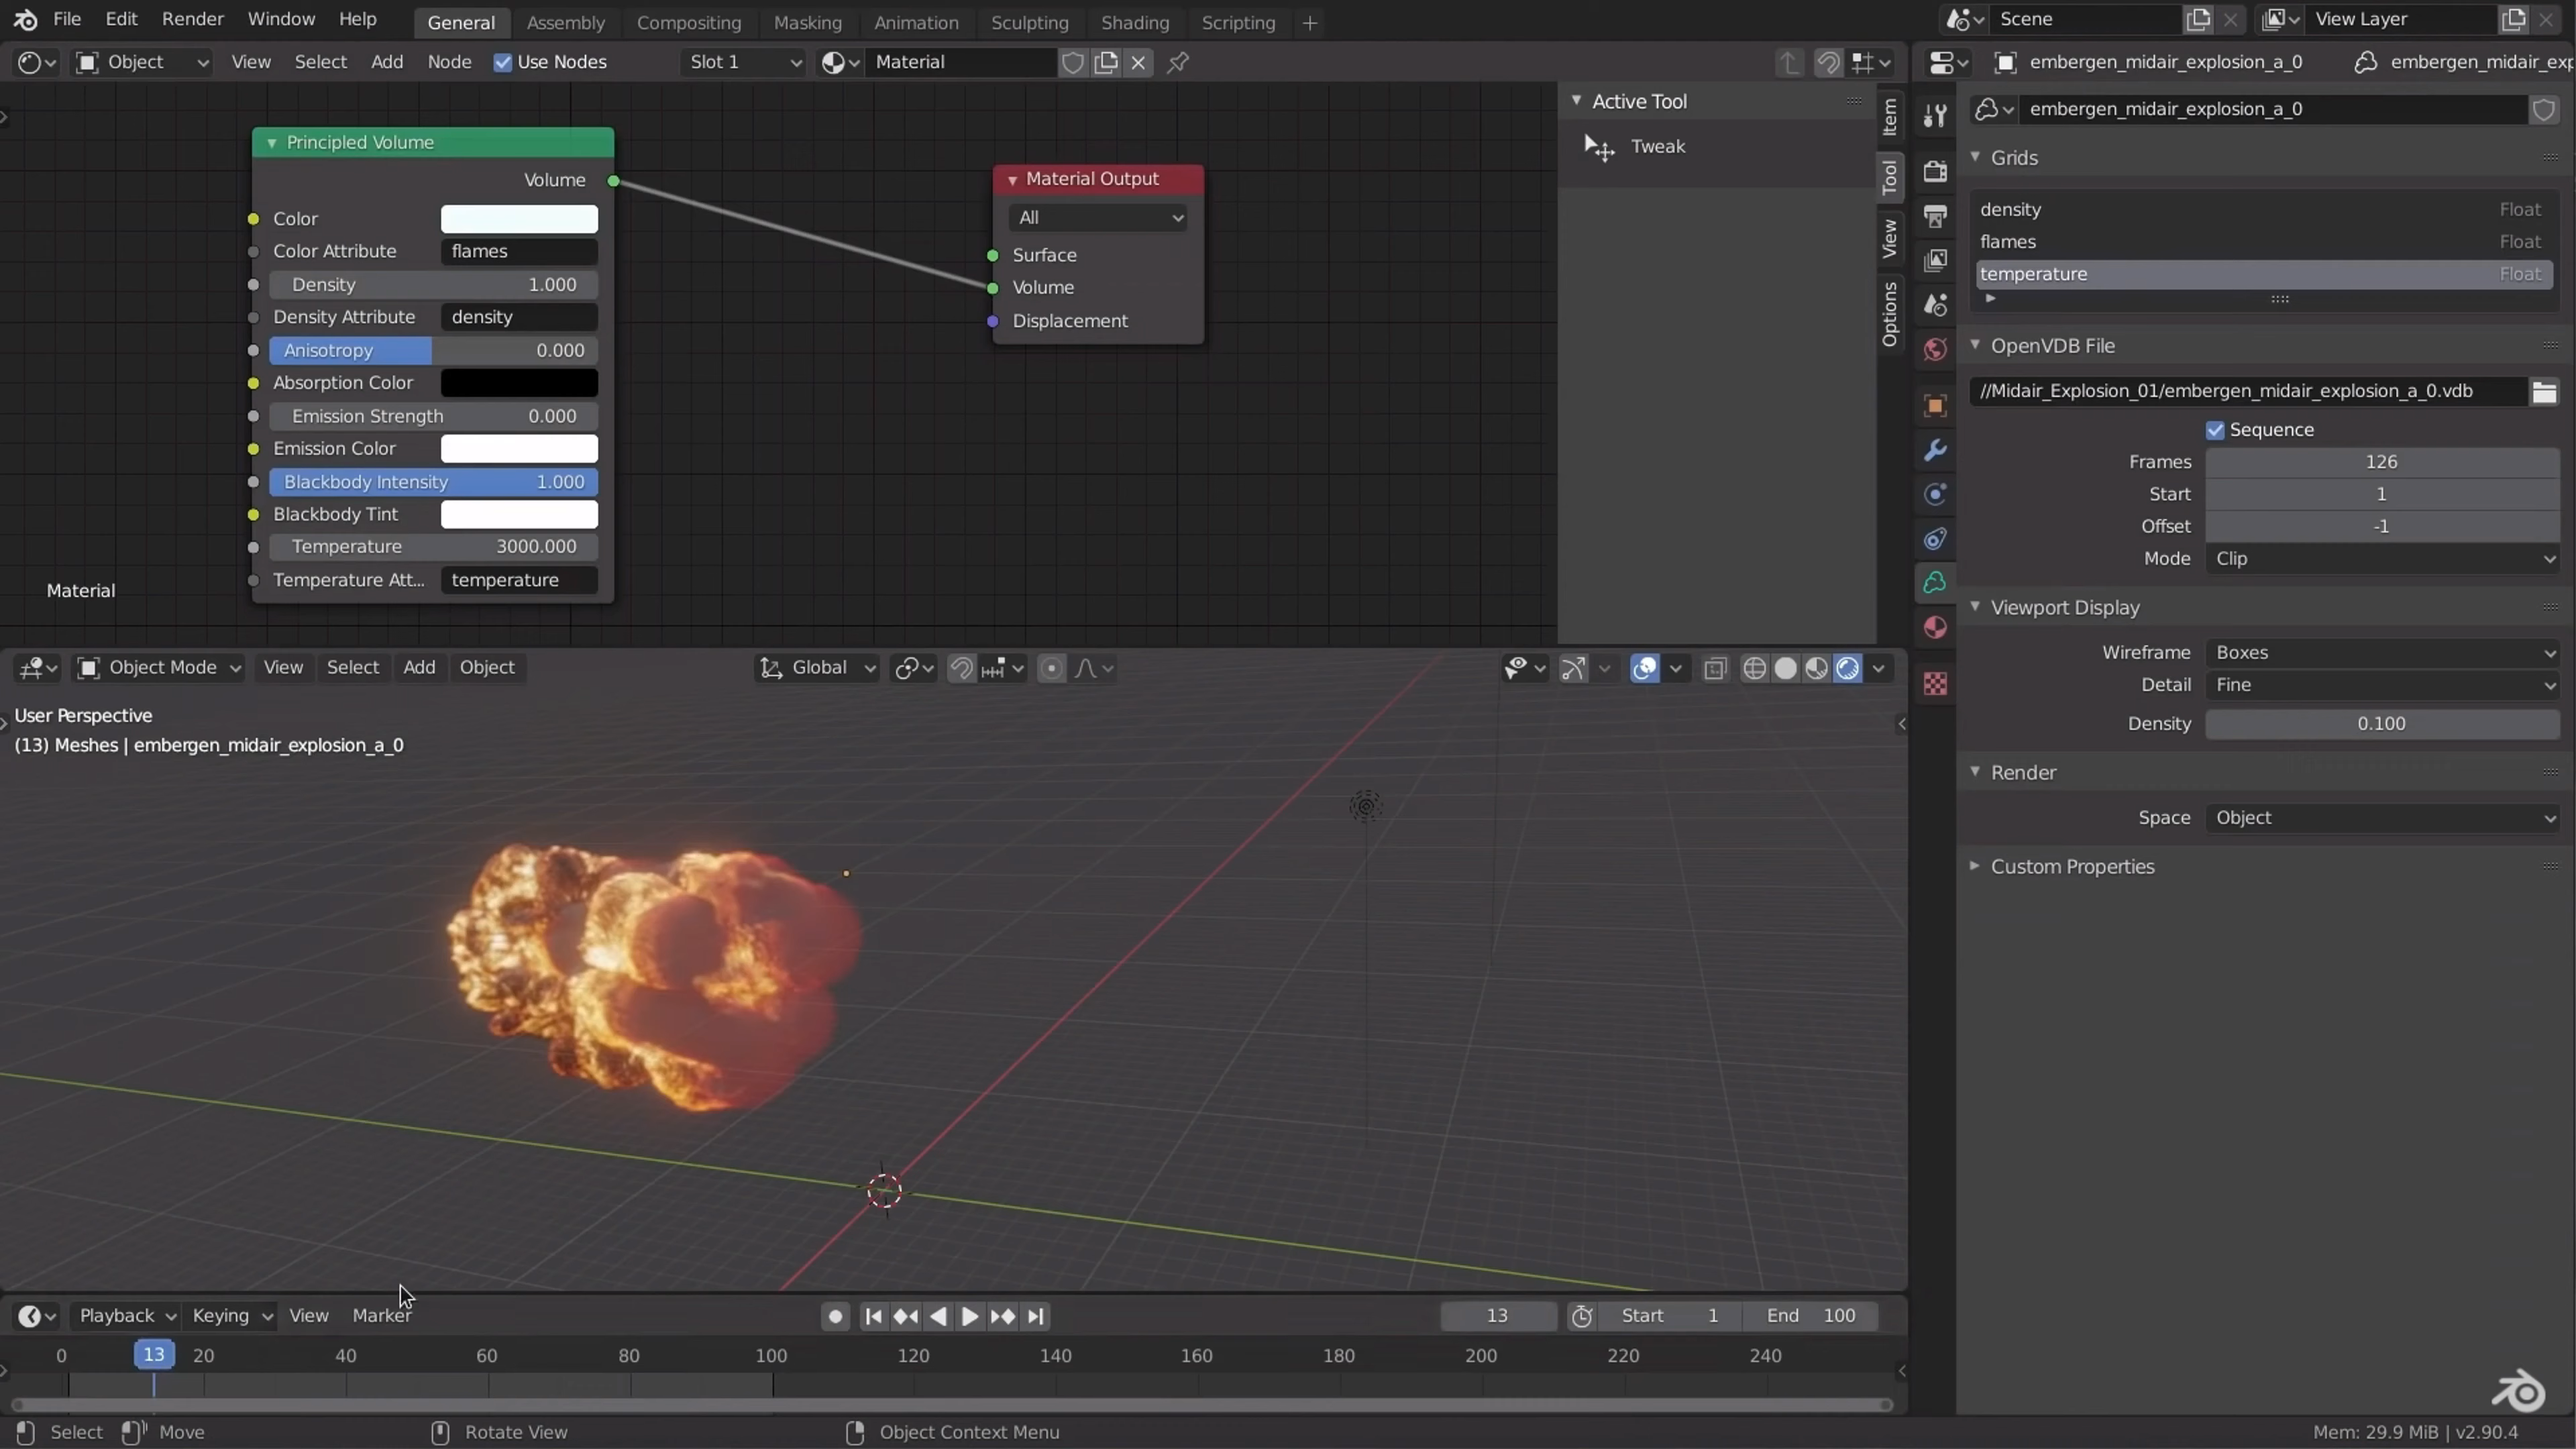 File Edit Render Window Help General Assembly Compositing Masking Animation Sculpting Shading Scripting + Scene View Layer
Object View Select Add Node Use Nodes Slot 1 Material embergen_midair_explosion_a_0 embergen_midair_exp
Principled Volume
Volume
Color
Color Attribute flames
Density 1.000
Density Attribute density
Anisotropy 0.000
Absorption Color
Emission Strength 0.000
Emission Color
Blackbody Intensity 1.000
Blackbody Tint
Temperature 3000.000
Temperature Att... temperature
Material
Material Output
All
Surface
Volume
Displacement
Active Tool
Tweak
Item
Tool
View
Options
embergen_midair_explosion_a_0
Grids
density Float
flames Float
temperature Float
OpenVDB File
//Midair_Explosion_01/embergen_midair_explosion_a_0.vdb
Sequence
Frames 126
Start 1
Offset -1
Mode Clip
Viewport Display
Wireframe Boxes
Detail Fine
Density 0.100
Render
Space Object
Custom Properties
Object Mode View Select Add Object Global
User Perspective
(13) Meshes | embergen_midair_explosion_a_0
Playback Keying View Marker 13 Start 1 End 100
0 13 20 40 60 80 100 120 140 160 180 200 220 240
Select Move Rotate View Object Context Menu Mem: 29.9 MiB | v2.90.4